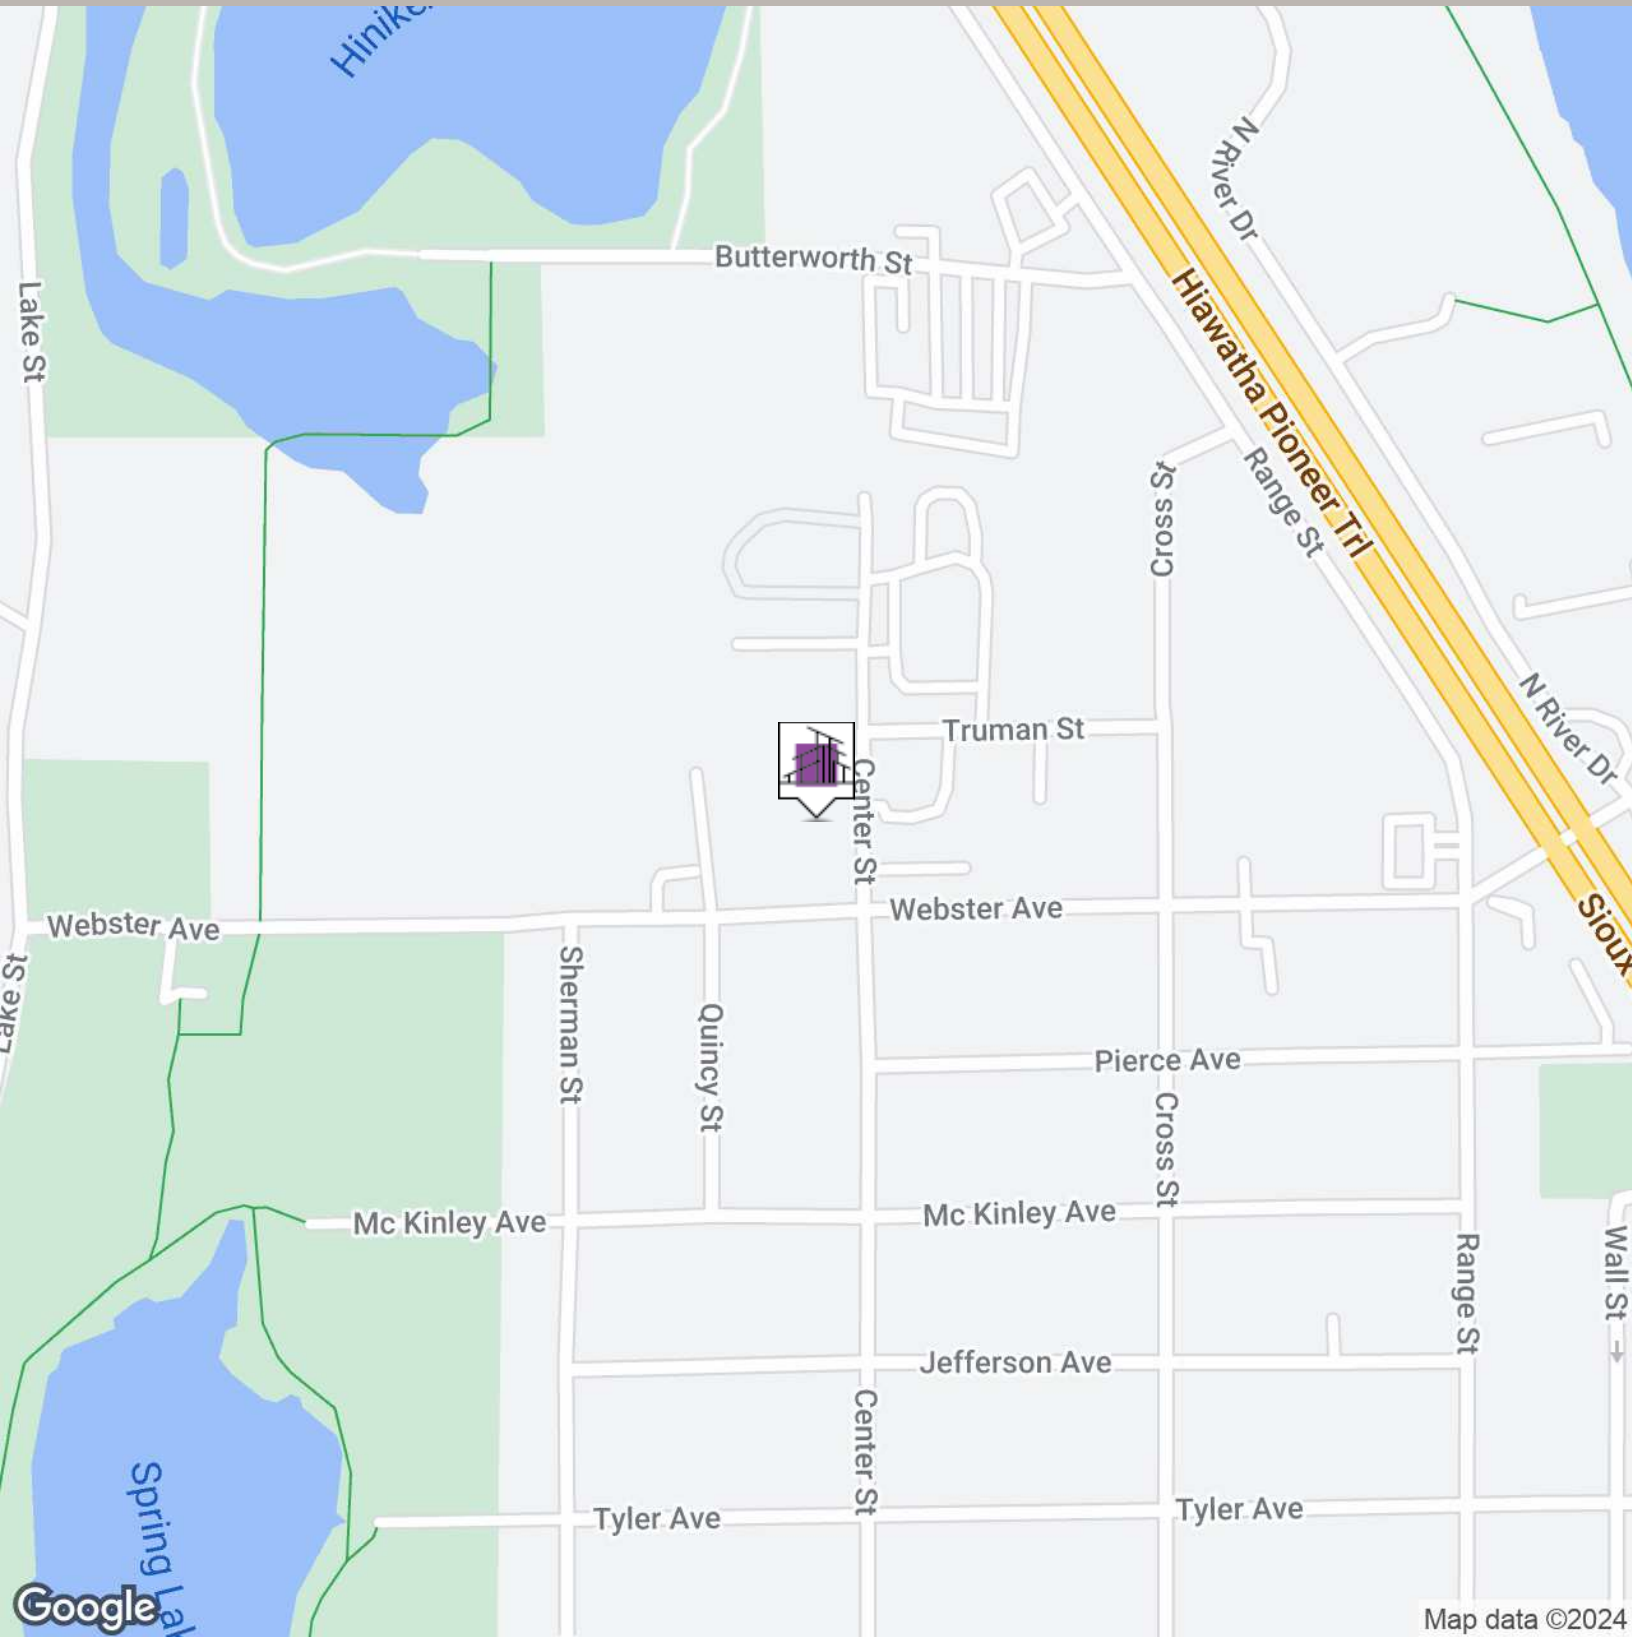 Hinike
N River Dr
Butterworth St
Lake St
Hiawatha Pioneer Trl
Range St
Cross St
N River Dr
Truman St
Center St
Webster Ave
Webster Ave
Sioux
Lake St
Sherman St
Quincy St
Pierce Ave
Cross St
Mc Kinley Ave
Mc Kinley Ave
Range St
Wall St
Jefferson Ave
Center St
Spring Lak
Tyler Ave
Tyler Ave
Google
Map data ©2024